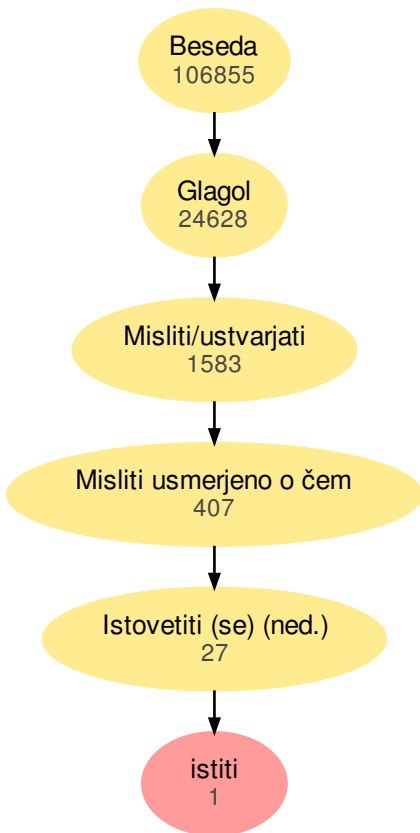 Beseda
106855
Glagol
24628
Misliti/ustvarjati
1583
Misliti usmerjeno o čem
407
Istovetiti (se) (ned.)
27
istiti
1